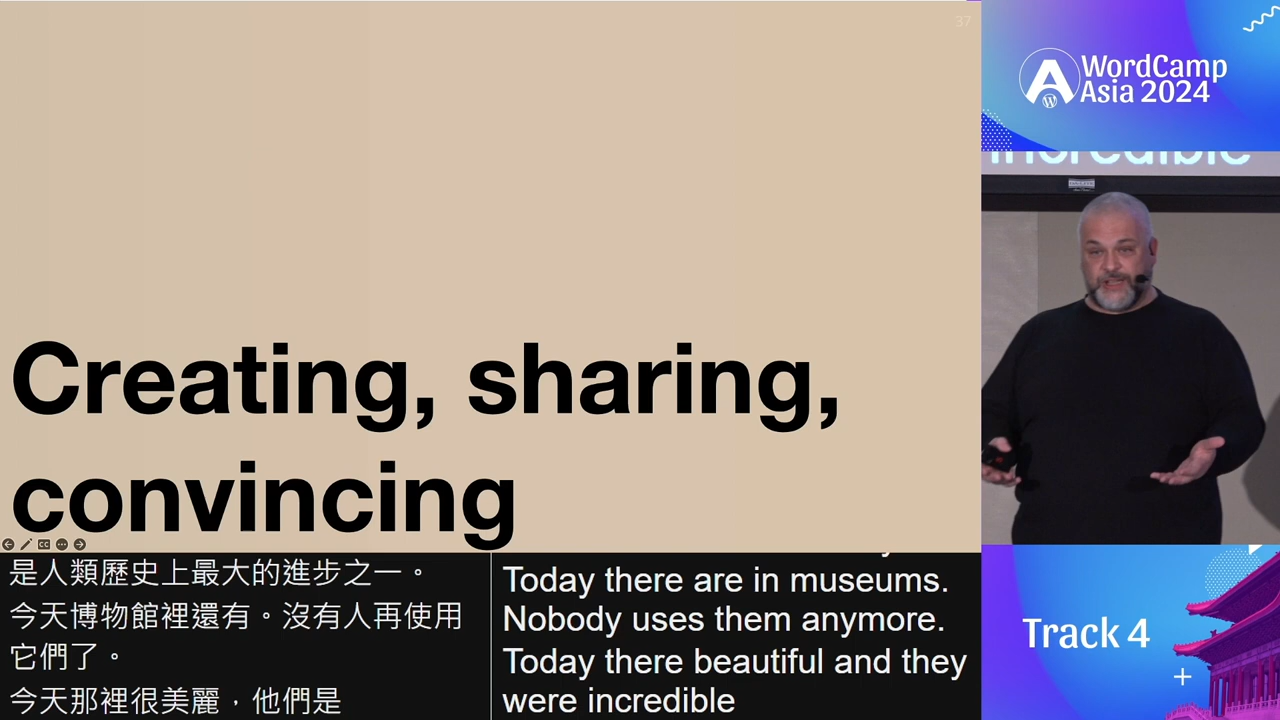 37
Creating, sharing,
convincing
WordCamp
Asia 2024
incredible
是人類歷史上最大的進步之一。
今天博物館裡還有。沒有人再使用
它們了。
今天那裡很美麗，他們是
Today there are in museums.
Nobody uses them anymore.
Today there beautiful and they
were incredible
Track 4